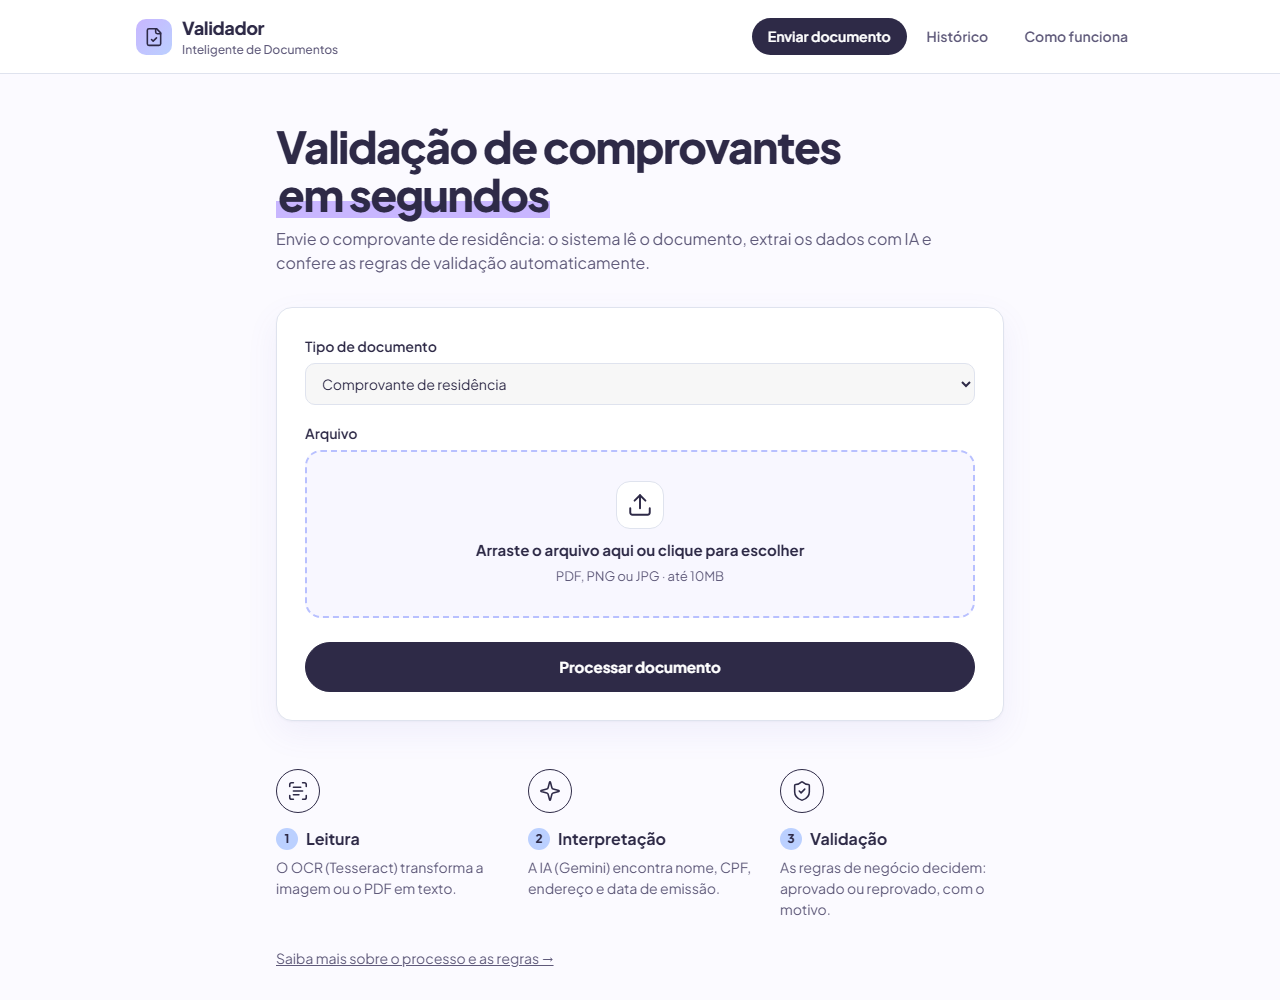 Validador
Inteligente de Documentos
Enviar documento
Histórico
Como funciona
Validação de comprovantes
em segundos
Envie o comprovante de residência: o sistema lê o documento, extrai os dados com IA e
confere as regras de validação automaticamente.
Tipo de documento
Comprovante de residência
Arquivo
Arraste o arquivo aqui ou clique para escolher
PDF, PNG ou JPG · até 10MB
Processar documento
1 Leitura
O OCR (Tesseract) transforma a
imagem ou o PDF em texto.
2 Interpretação
A IA (Gemini) encontra nome, CPF,
endereço e data de emissão.
3 Validação
As regras de negócio decidem:
aprovado ou reprovado, com o
motivo.
Saiba mais sobre o processo e as regras →